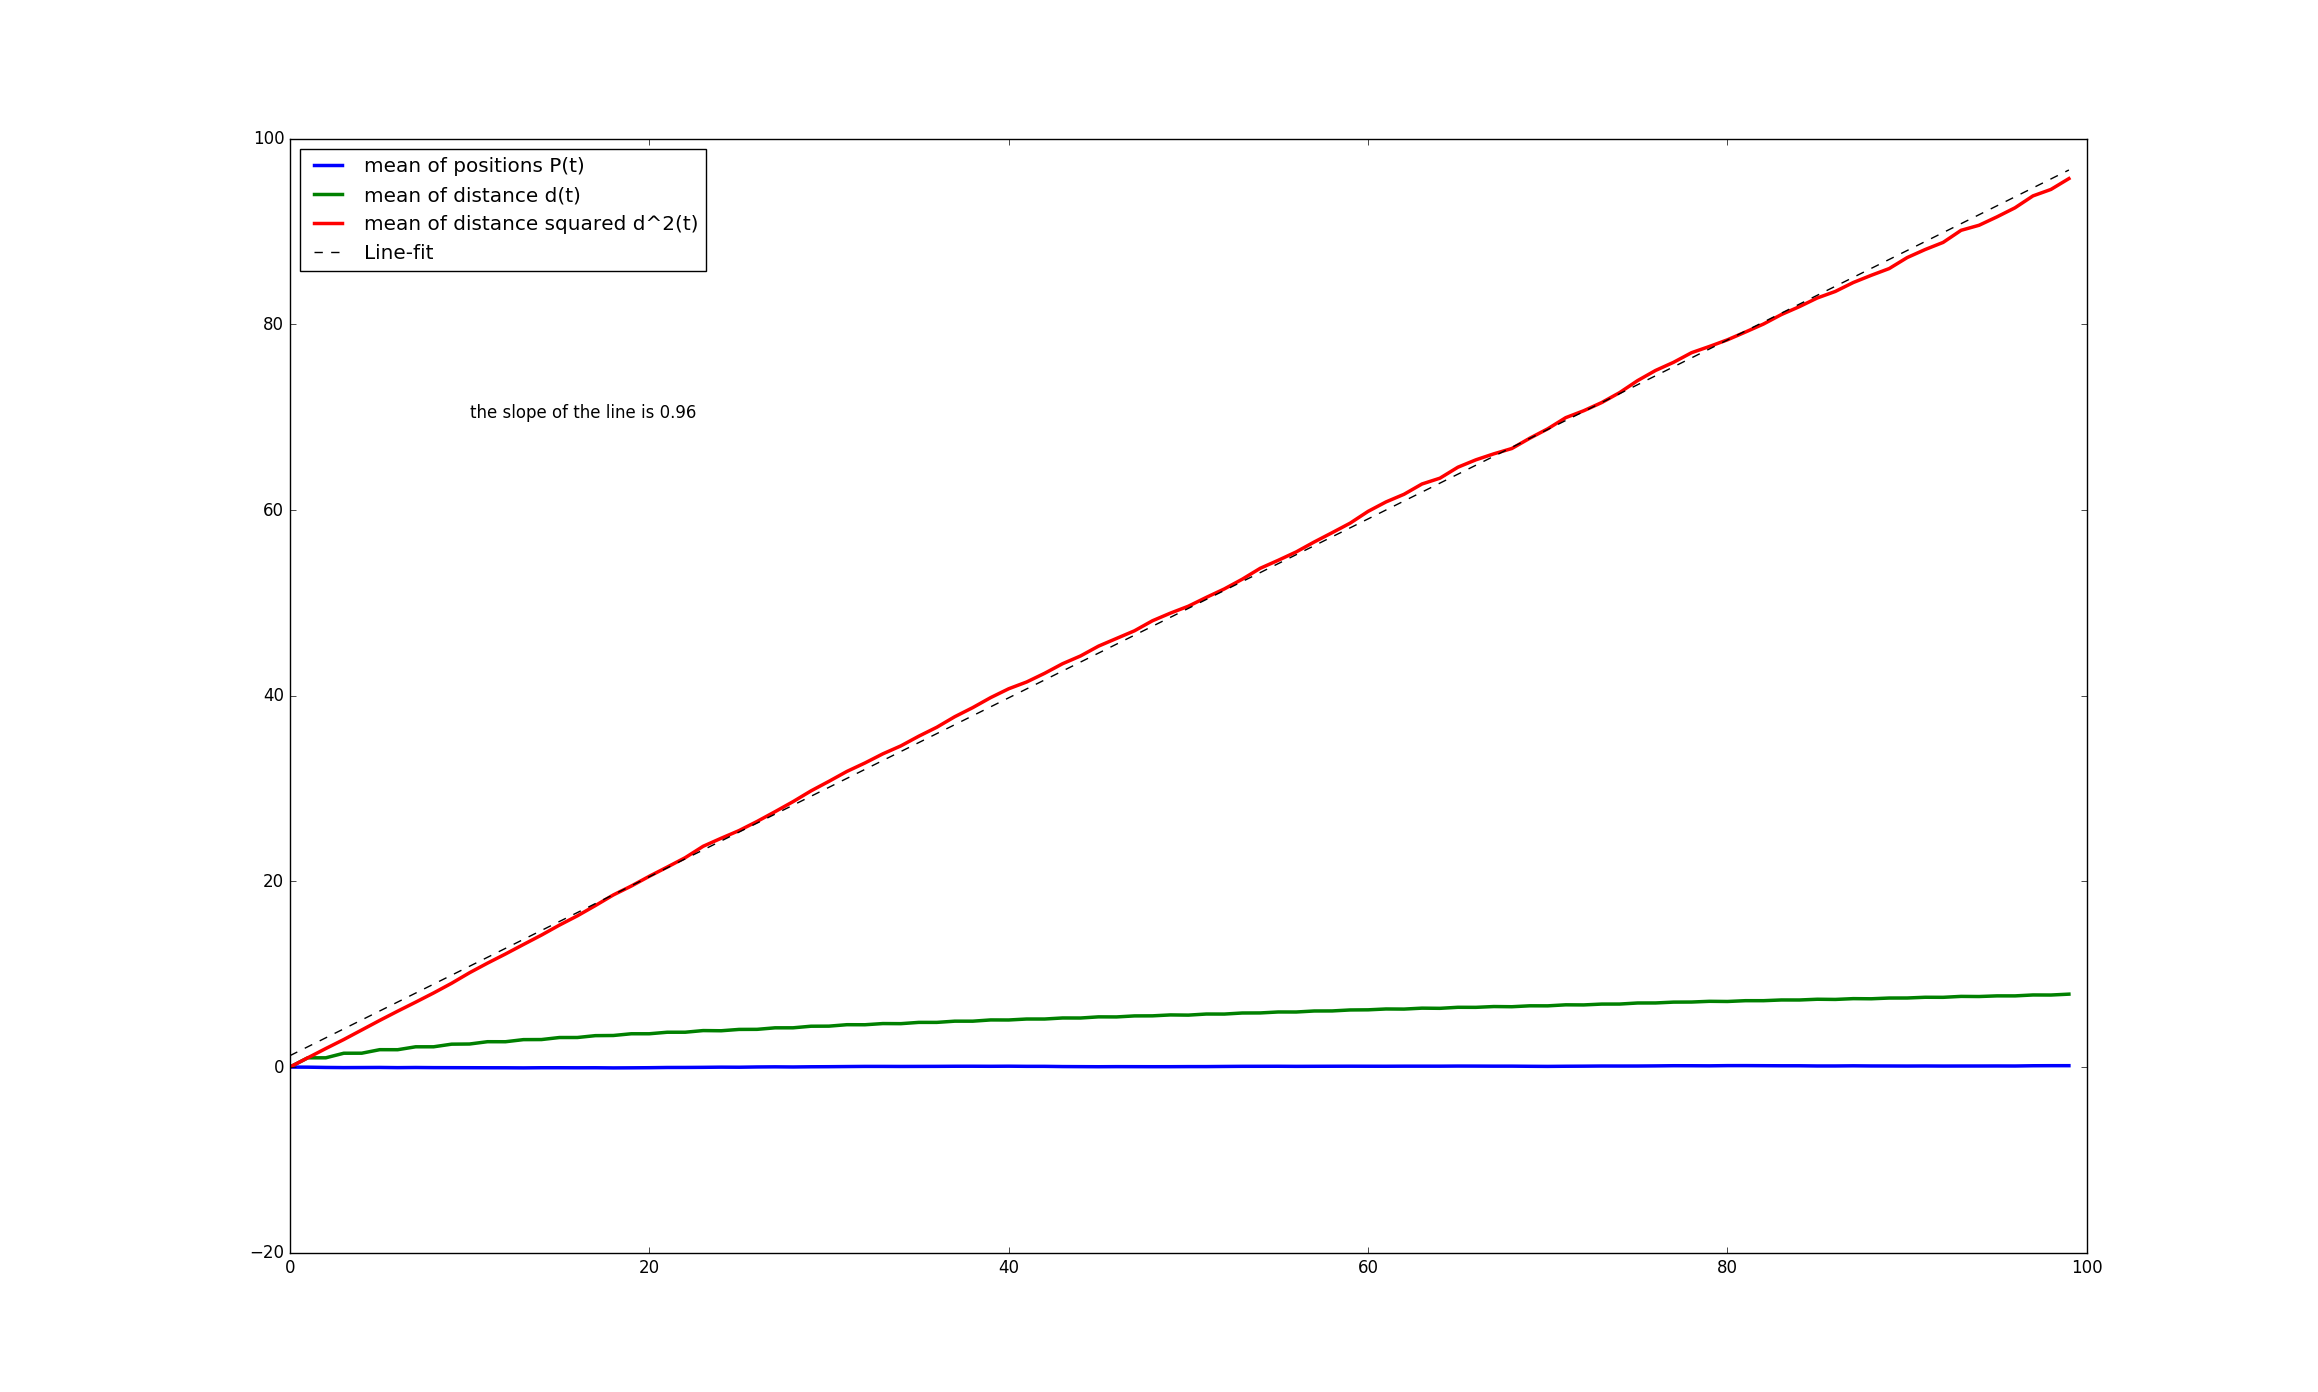 100
mean of positions P(t)
mean of distance d(t)
mean of distance squared d^2(t)
Line-fit
80
the slope of the line is 0.96
60
40
20
0
−20
0 20 40 60 80 100